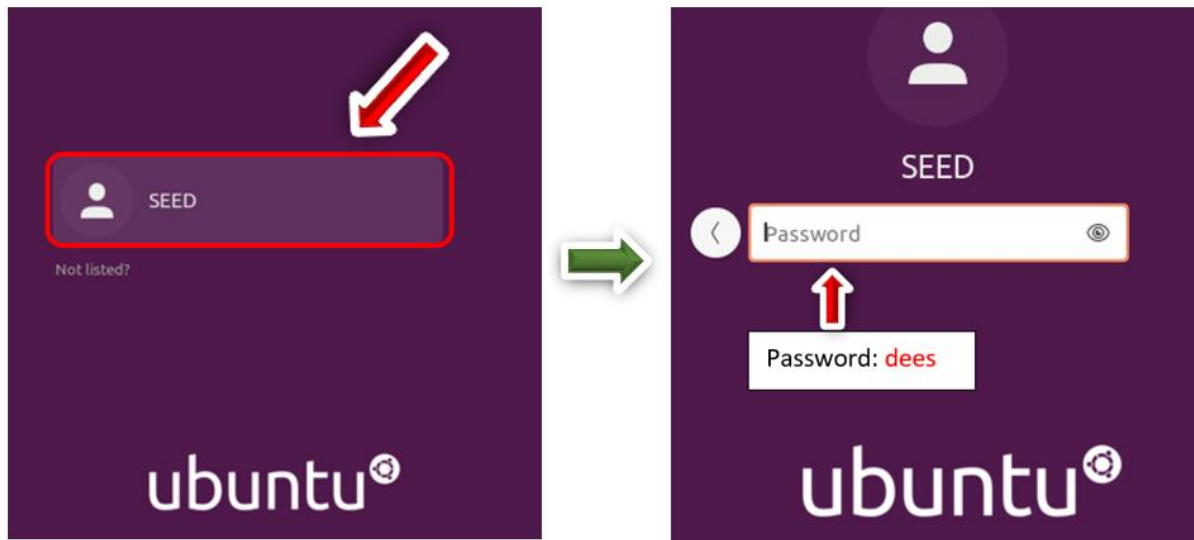 SEED
Not listed?
ubuntu
SEED
Password
Password: dees
ubuntu